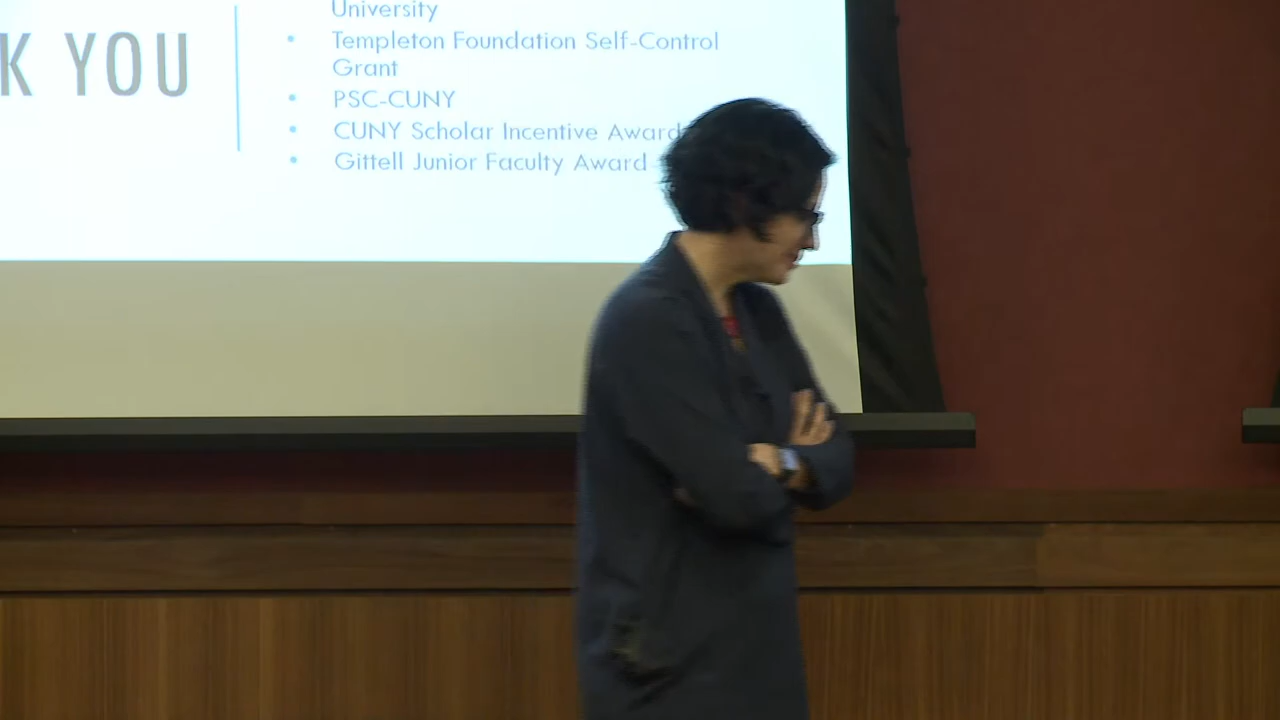 K YOU
University
Templeton Foundation Self-Control
Grant
PSC-CUNY
CUNY Scholar Incentive Award
Gittell Junior Faculty Award